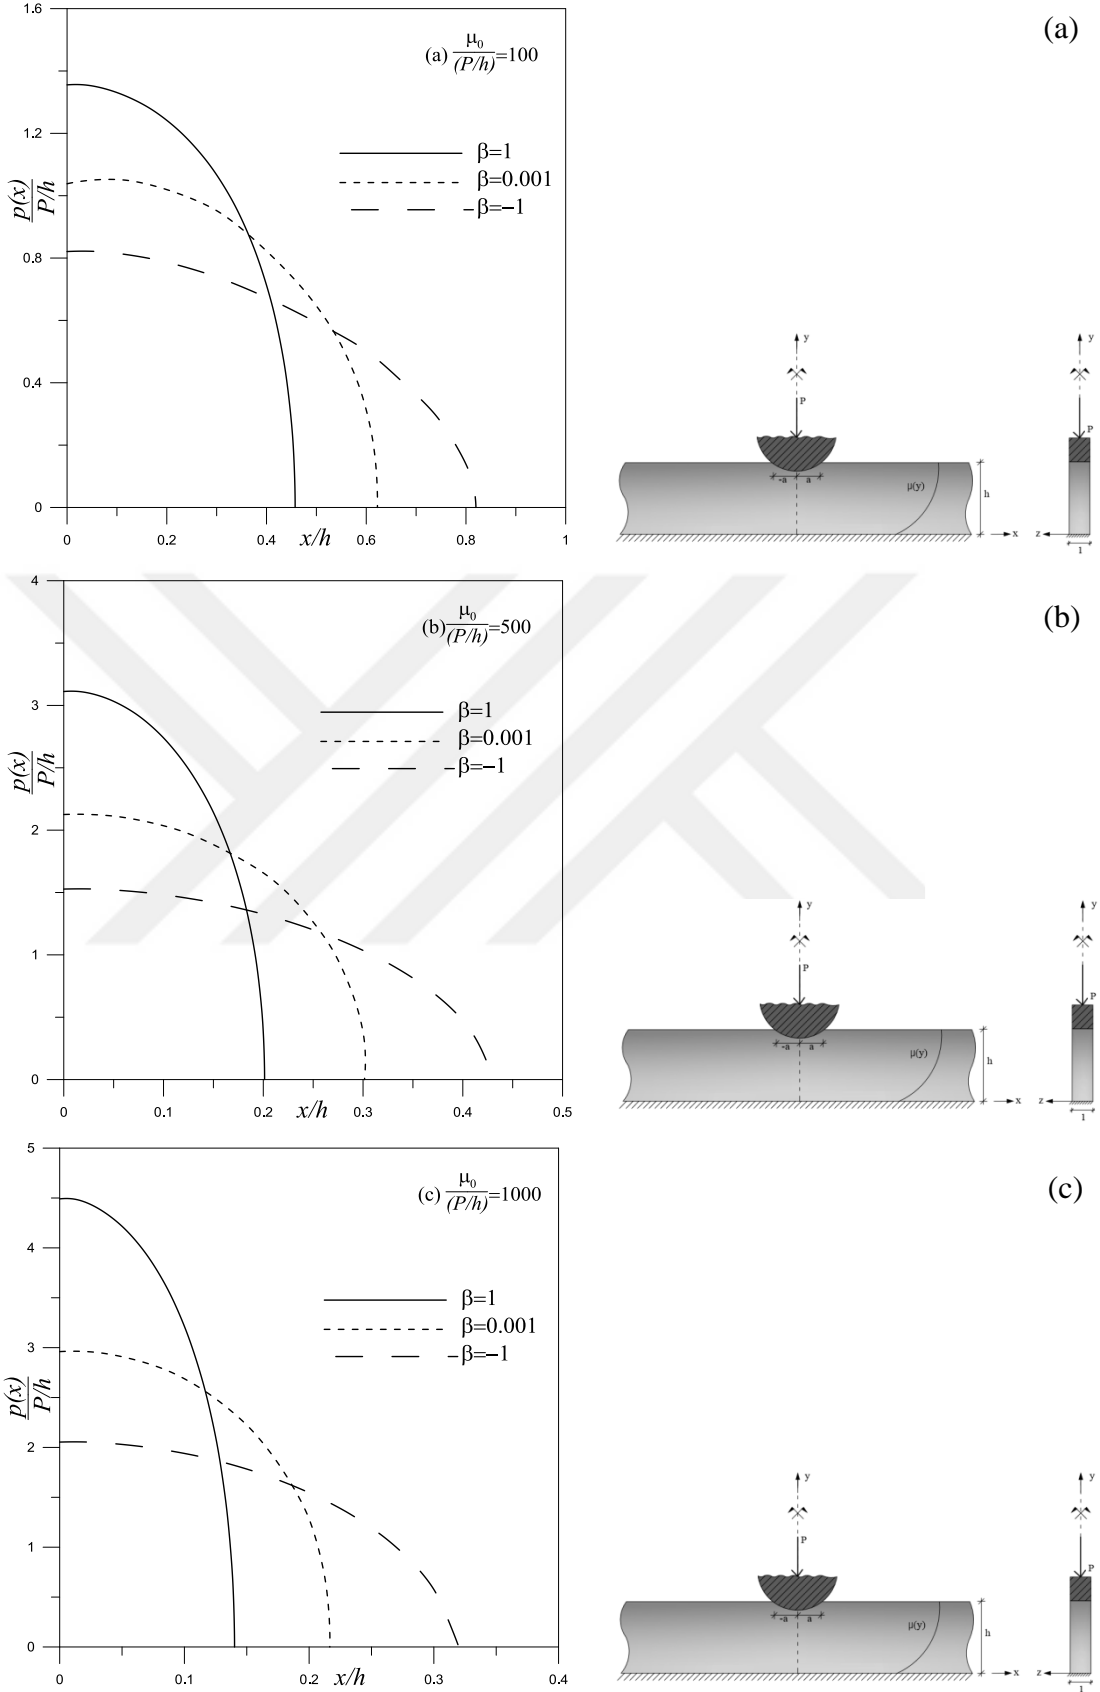 (a)
1.6
1.2
0.8
0.4
0
p(x)
P/h
(a) μ₀/(P/h)=100
β=1
β=0.001
β=−1
0 0.2 0.4 0.6 0.8 1
x/h
y
P
-a a
μ(y)
h
x
y
P
z
1
(b)
4
3
2
1
0
p(x)
P/h
(b) μ₀/(P/h)=500
β=1
β=0.001
β=−1
0 0.1 0.2 0.3 0.4 0.5
x/h
y
P
-a a
μ(y)
h
x
y
P
z
1
(c)
5
4
3
2
1
0
p(x)
P/h
(c) μ₀/(P/h)=1000
β=1
β=0.001
β=−1
0 0.1 0.2 0.3 0.4
x/h
y
P
-a a
μ(y)
h
x
y
P
z
1